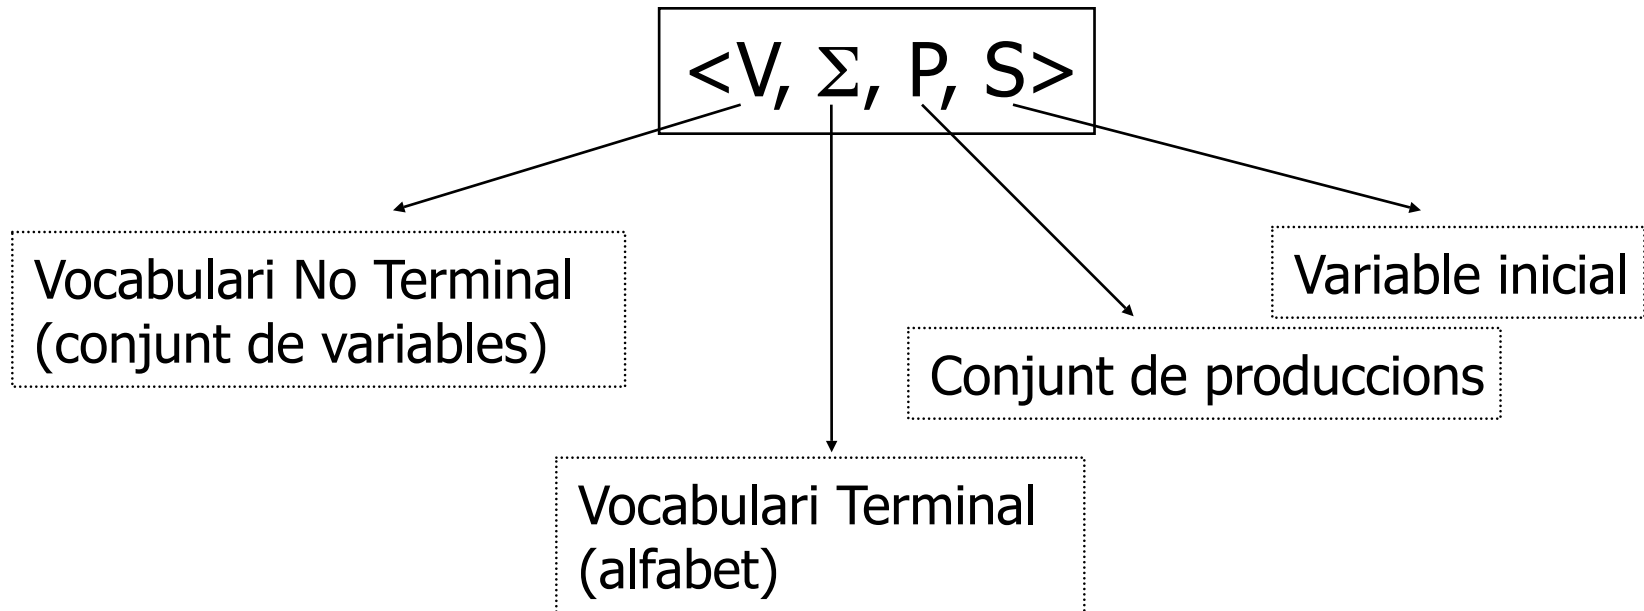 <V, Σ, P, S>
Vocabulari No Terminal
(conjunt de variables)
Variable inicial
Conjunt de produccions
Vocabulari Terminal
(alfabet)